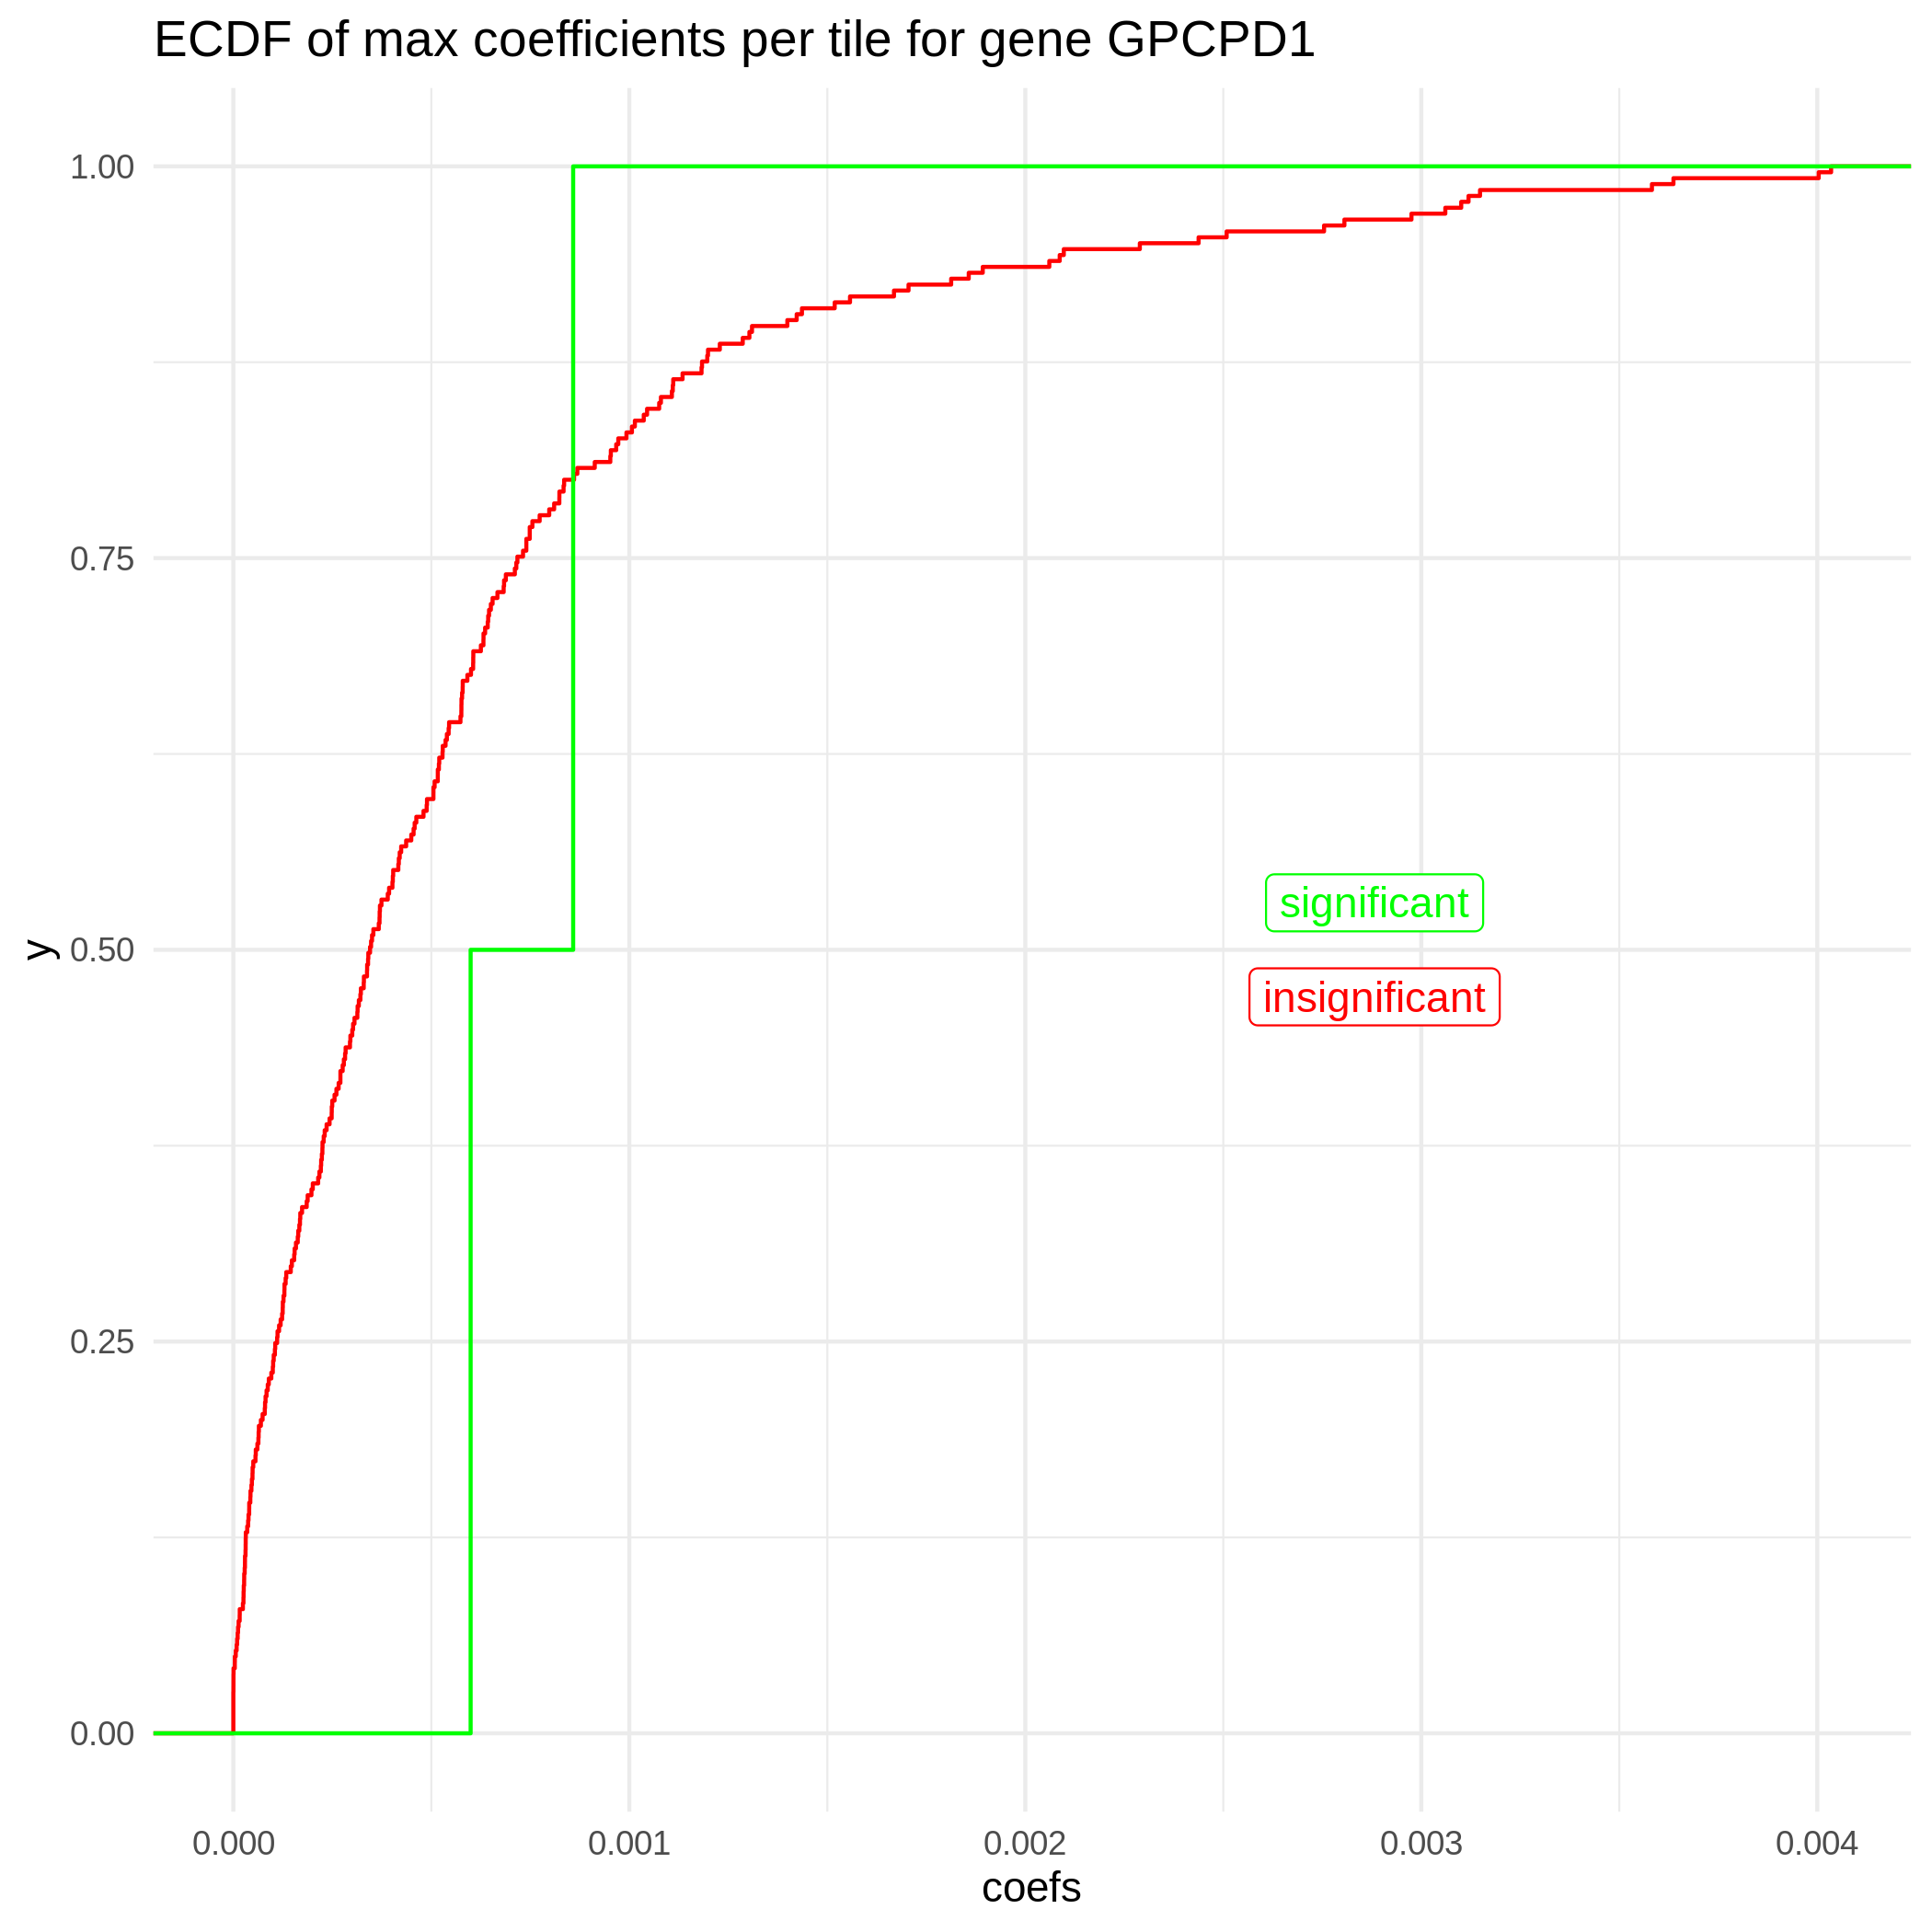 ECDF of max coefficients per tile for gene GPCPD1
1.00
0.75
0.50
0.25
0.00
y
significant
insignificant
0.000 0.001 0.002 0.003 0.004
coefs